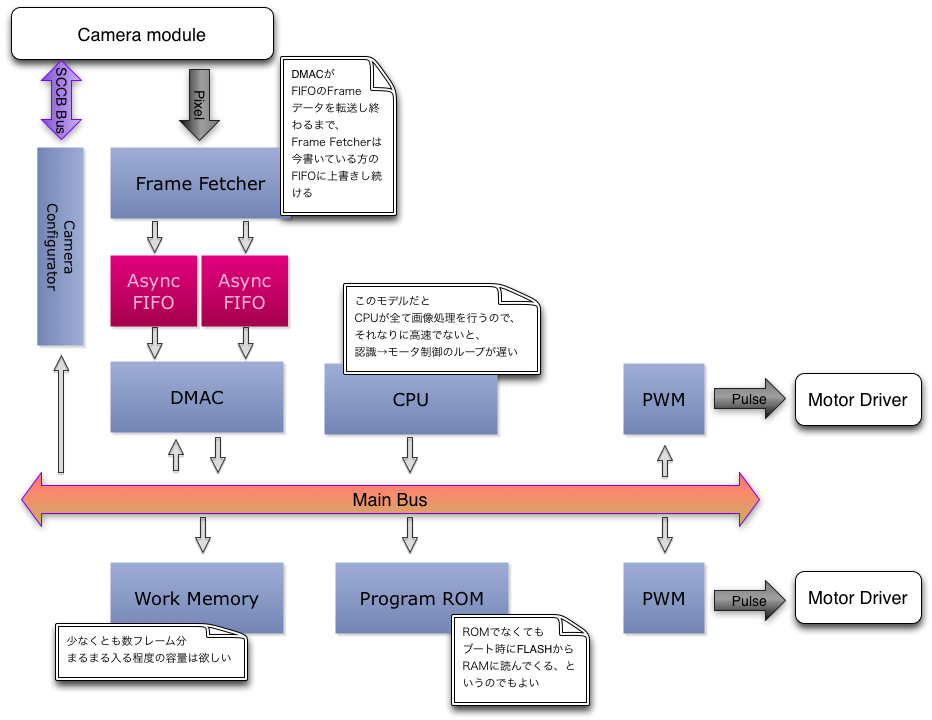 Camera module
SCCB Bus
Pixel
DMACが
FIFOのFrame
データを転送し終
わるまで、
Frame Fetcherは
今書いている方の
FIFOに上書きし続
ける
Camera
Configurator
Frame Fetcher
Async
FIFO
Async
FIFO
このモデルだと
CPUが全て画像処理を行うので、
それなりに高速でないと、
認識→モータ制御のループが遅い
DMAC
CPU
PWM
Pulse
Motor Driver
Main Bus
Work Memory
Program ROM
PWM
Pulse
Motor Driver
少なくとも数フレーム分
まるまる入る程度の容量は欲しい
ROMでなくても
ブート時にFLASHから
RAMに読んでくる、と
いうのでもよい